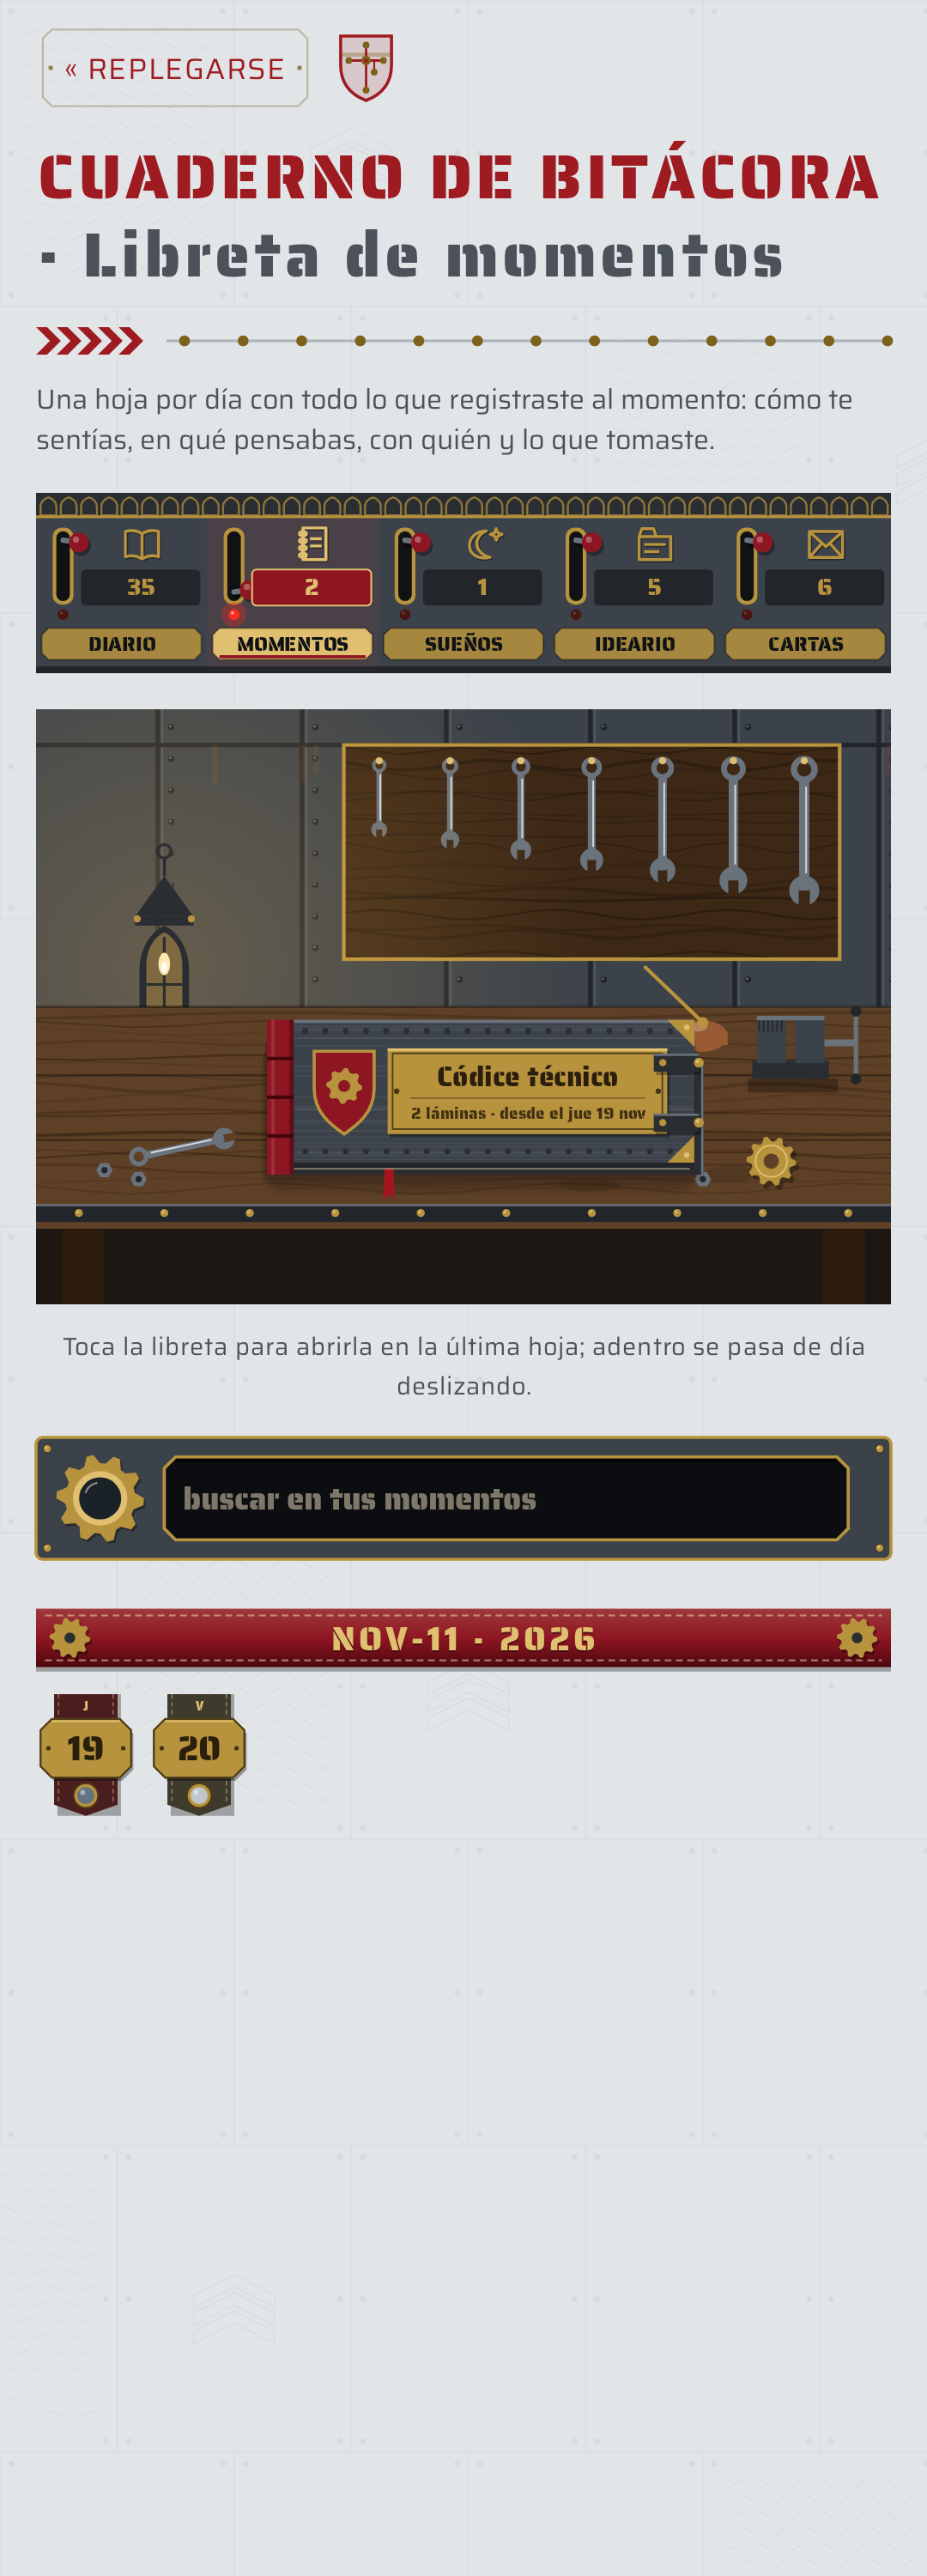 « REPLEGARSE
CUADERNO DE BITÁCORA
- Libreta de momentos
Una hoja por día con todo lo que registraste al momento: cómo te
sentías, en qué pensabas, con quién y lo que tomaste.
35
2
1
5
6
DIARIO
MOMENTOS
SUEÑOS
IDEARIO
CARTAS
Códice técnico
2 láminas · desde el jue 19 nov
Toca la libreta para abrirla en la última hoja; adentro se pasa de día
deslizando.
buscar en tus momentos
NOV-11 · 2026
J
V
19
20